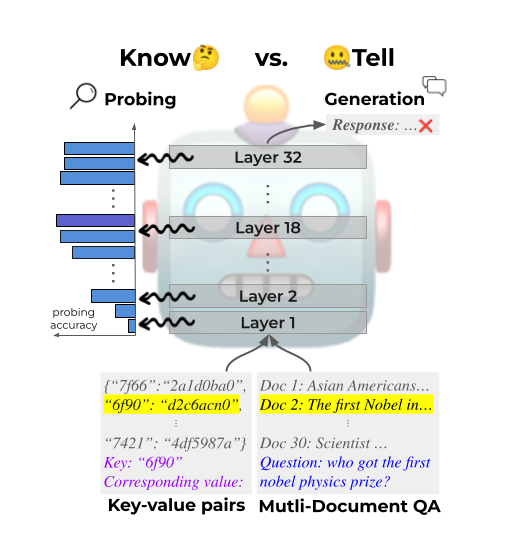 Know🤔 vs. 🤐Tell
Probing
Generation
Response: ...❌
Layer 32
Layer 18
Layer 2
Layer 1
probing
accuracy
{“7f66”:“2a1d0ba0”,
“6f90”: “d2c6acn0”,
“7421”: “4df5987a”}
Key: “6f90”
Corresponding value:
Key-value pairs
Doc 1: Asian Americans...
Doc 2: The first Nobel in...
Doc 30: Scientist ...
Question: who got the first
nobel physics prize?
Mutli-Document QA